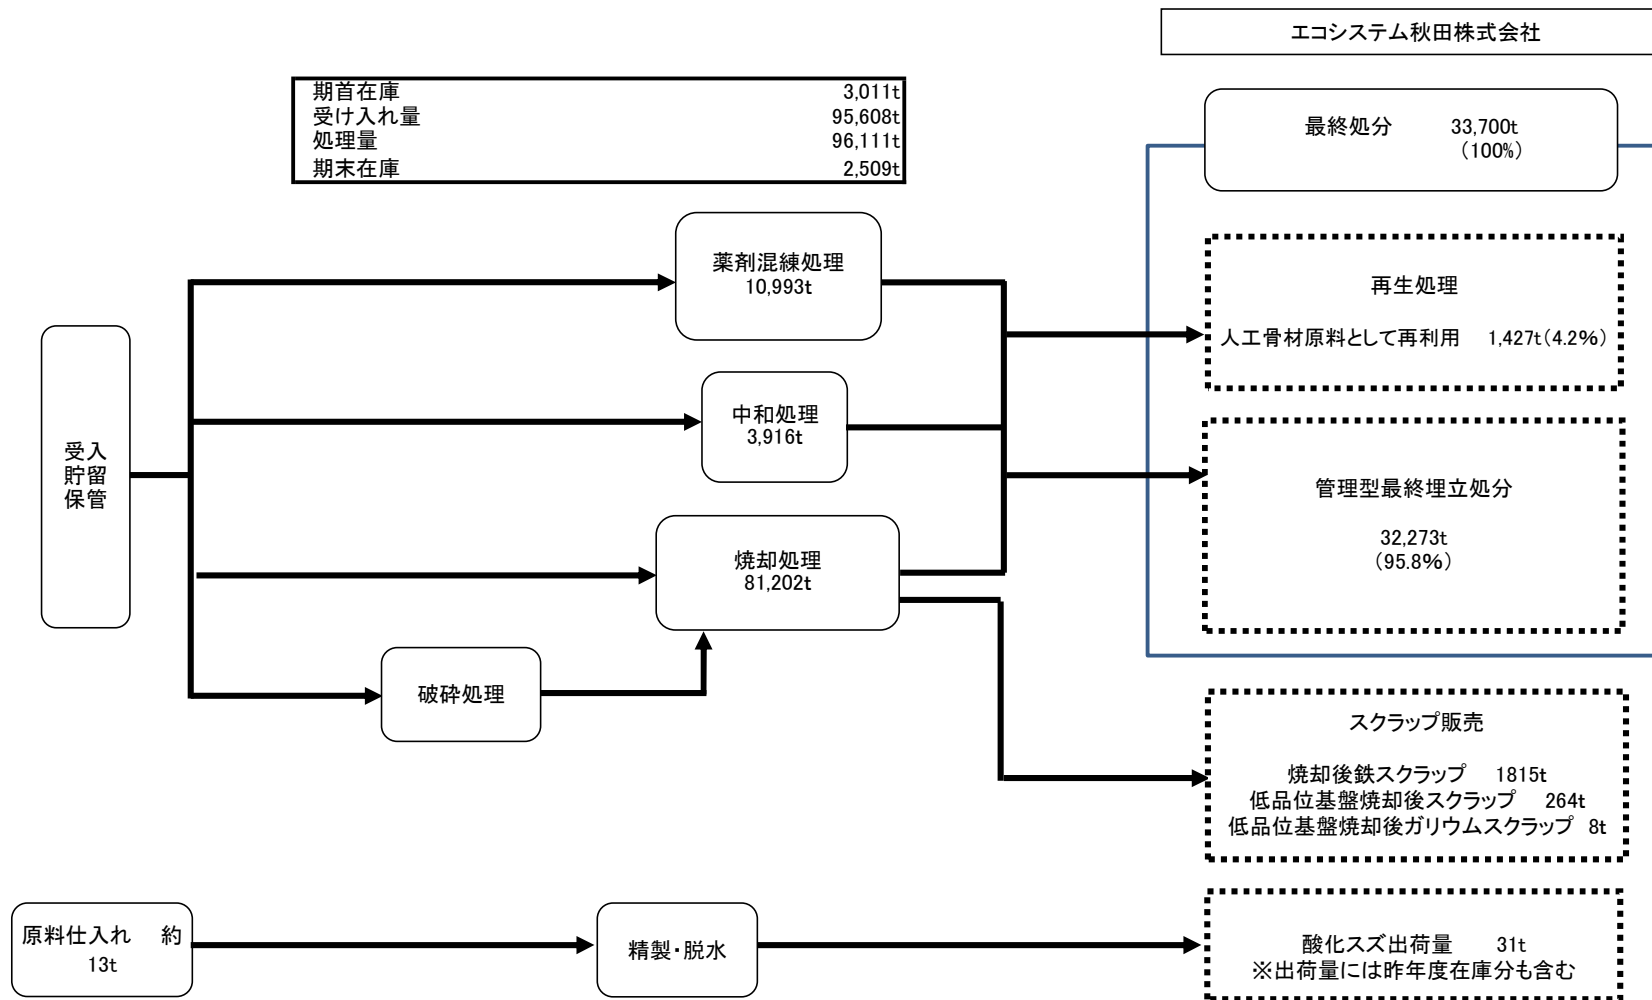 エコシステム秋田株式会社
期首在庫 3,011t
受け入れ量 95,608t
処理量 96,111t
期末在庫 2,509t
最終処分 33,700t
(100%)
薬剤混練処理
10,993t
再生処理
人工骨材原料として再利用 1,427t(4.2%)
受入
貯留
保管
中和処理
3,916t
管理型最終埋立処分
32,273t
(95.8%)
焼却処理
81,202t
破砕処理
スクラップ販売
焼却後鉄スクラップ 1815t
低品位基盤焼却後スクラップ 264t
低品位基盤焼却後ガリウムスクラップ 8t
原料仕入れ 約
13t
精製・脱水
酸化スズ出荷量 31t
※出荷量には昨年度在庫分も含む